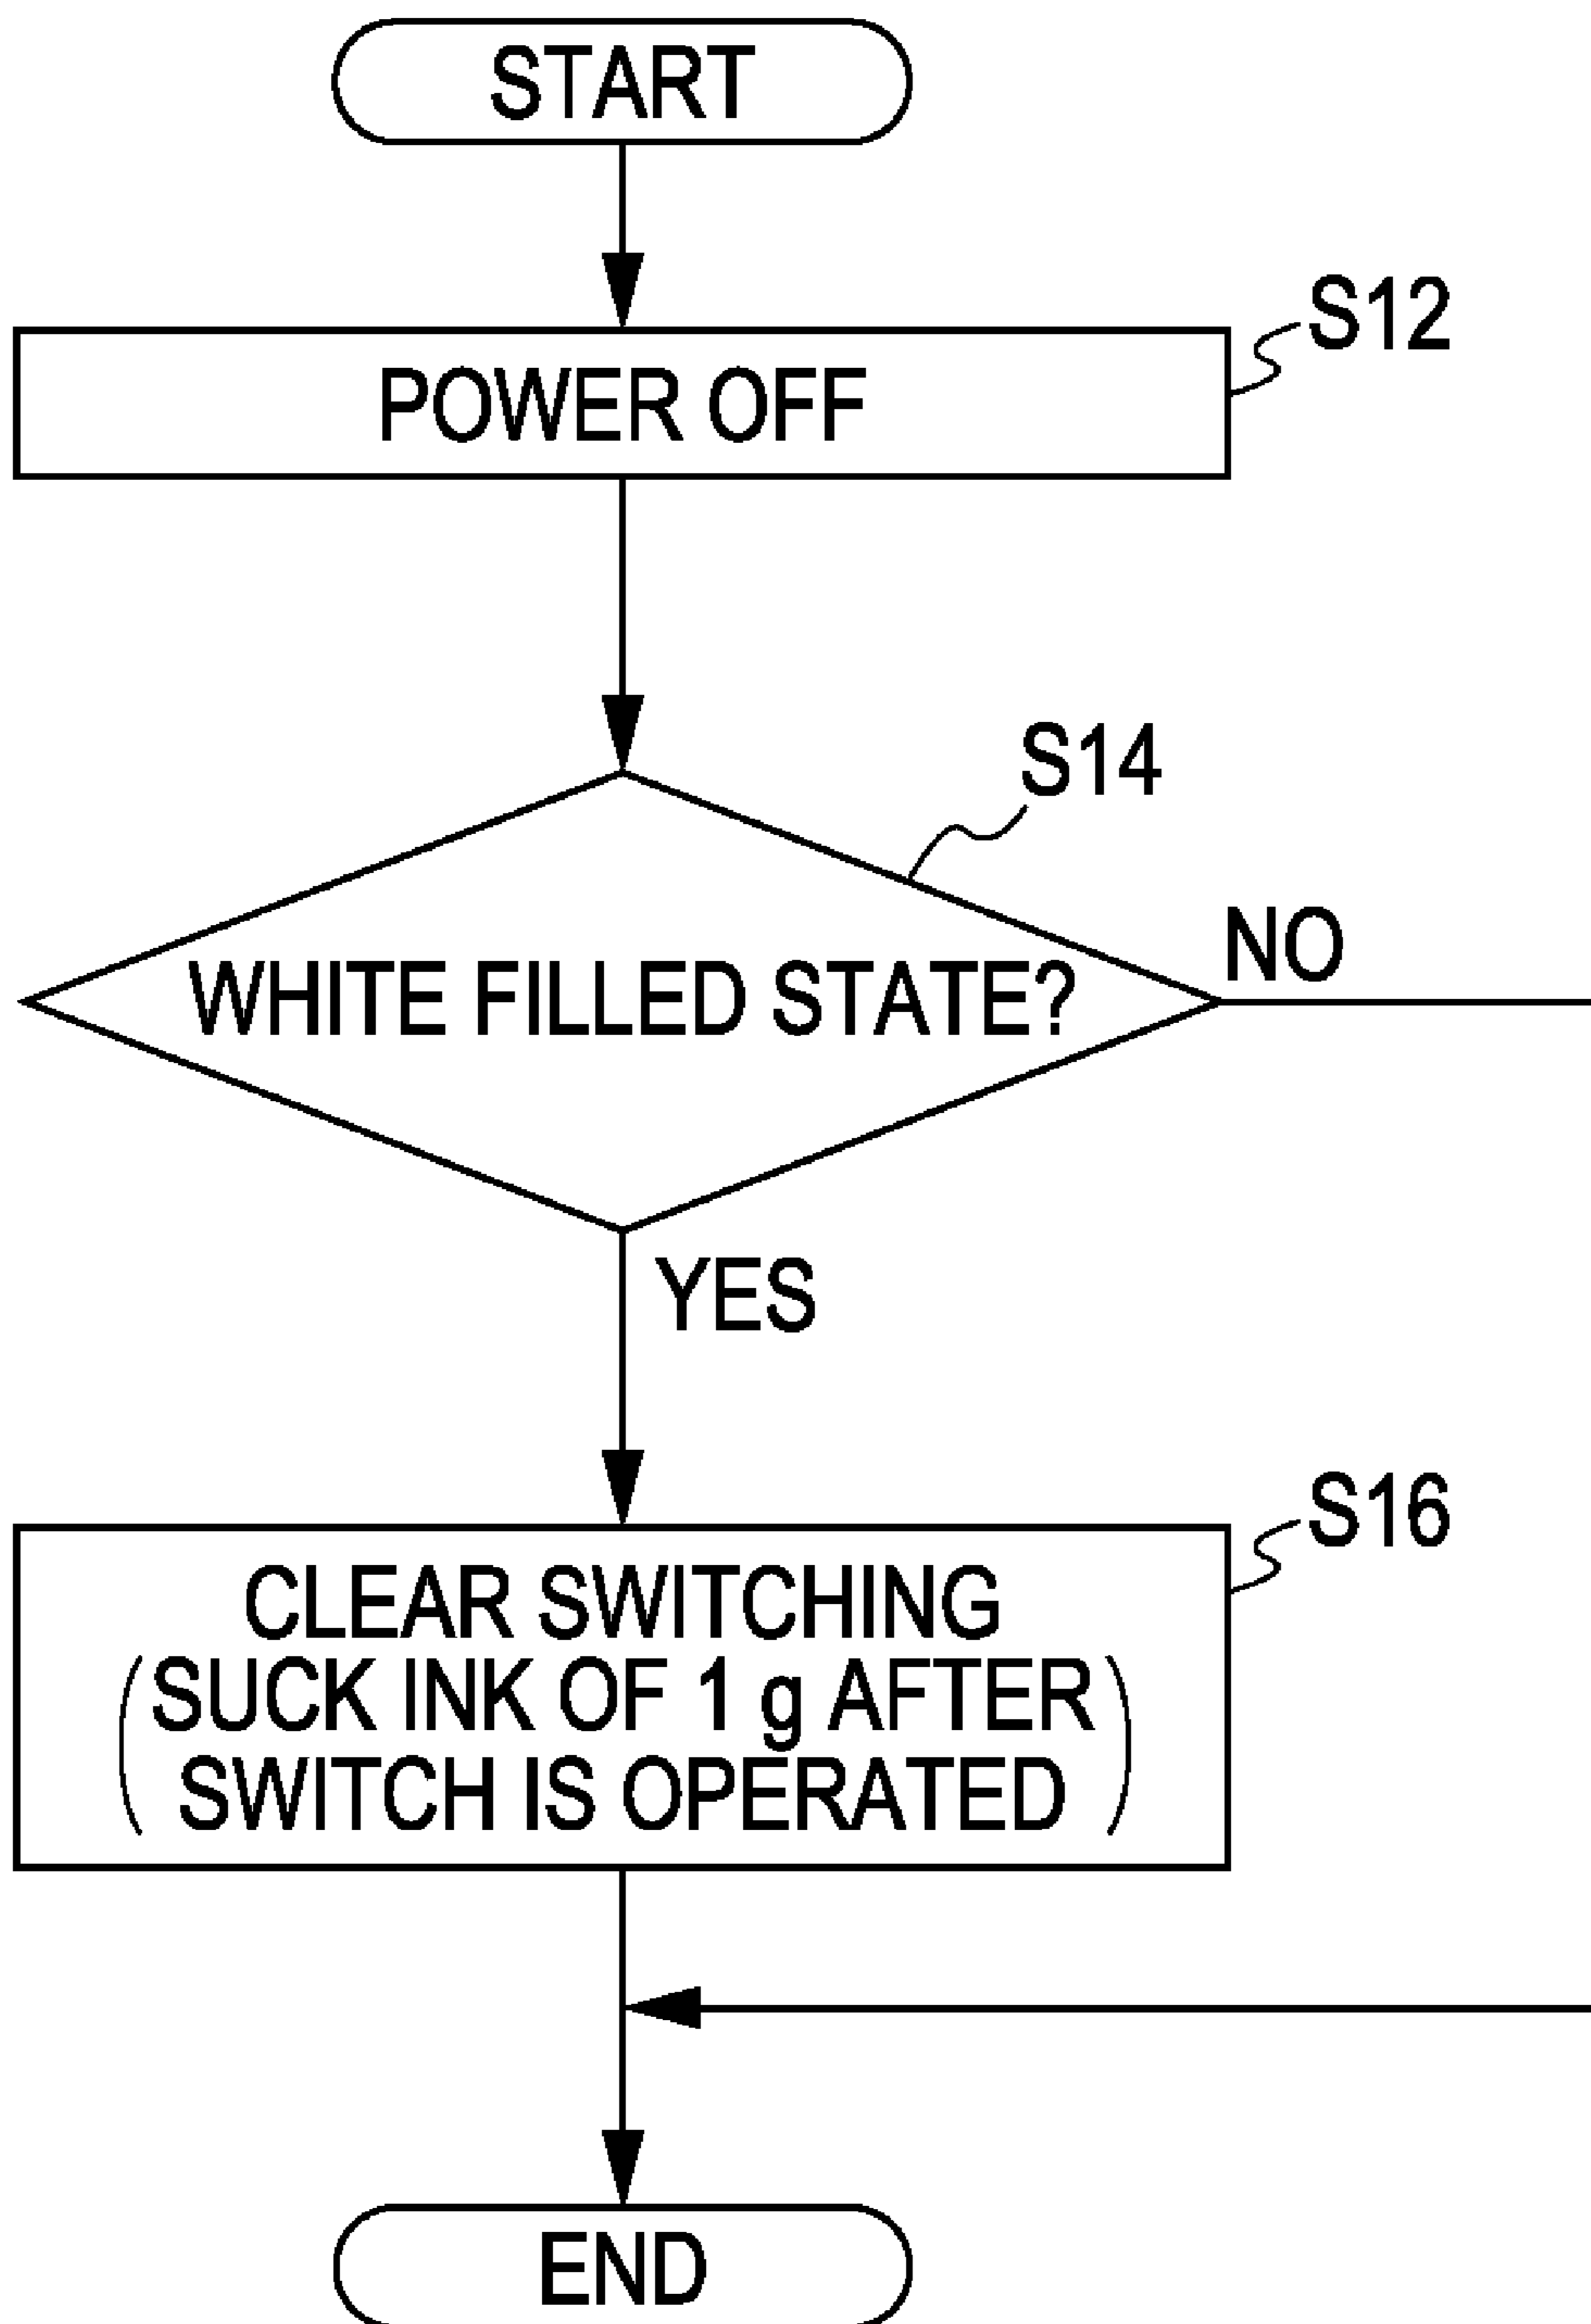 START
S12
POWER OFF
S14
NO
WHITE FILLED STATE?
YES
S16
CLEAR SWITCHING
(SUCK INK OF 1 g AFTER
SWITCH IS OPERATED)
END